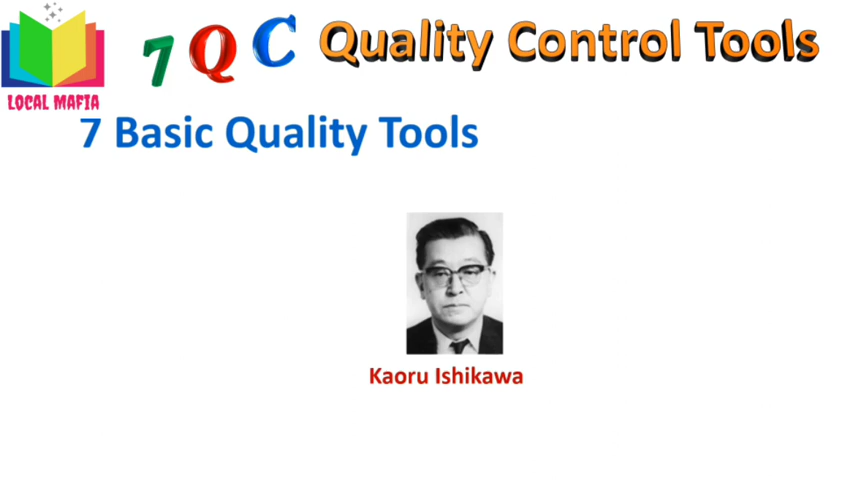 7 Q C Quality Control Tools
LOCAL MAFIA
7 Basic Quality Tools
Kaoru Ishikawa